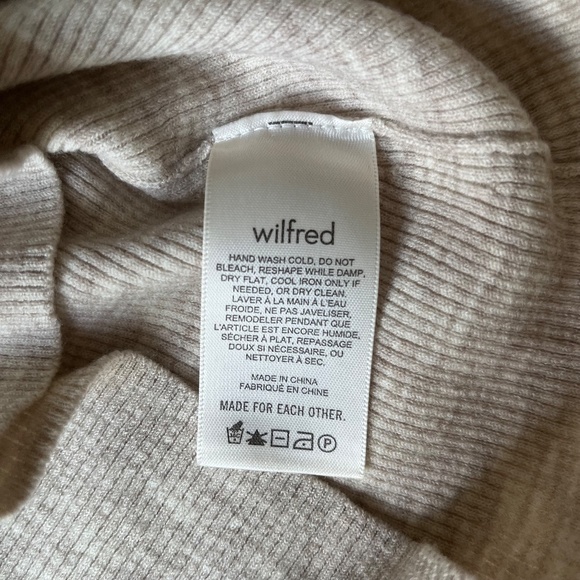 wilfred
HAND WASH COLD, DO NOT
BLEACH, RESHAPE WHILE DAMP,
DRY FLAT, COOL IRON ONLY IF
NEEDED, OR DRY CLEAN.
LAVER À LA MAIN À L'EAU
FROIDE, NE PAS JAVELISER,
REMODELER PENDANT QUE
L'ARTICLE EST ENCORE HUMIDE,
SÉCHER À PLAT, REPASSAGE
DOUX SI NÉCESSAIRE, OU
NETTOYER À SEC.
MADE IN CHINA
FABRIQUÉ EN CHINE
MADE FOR EACH OTHER.
P